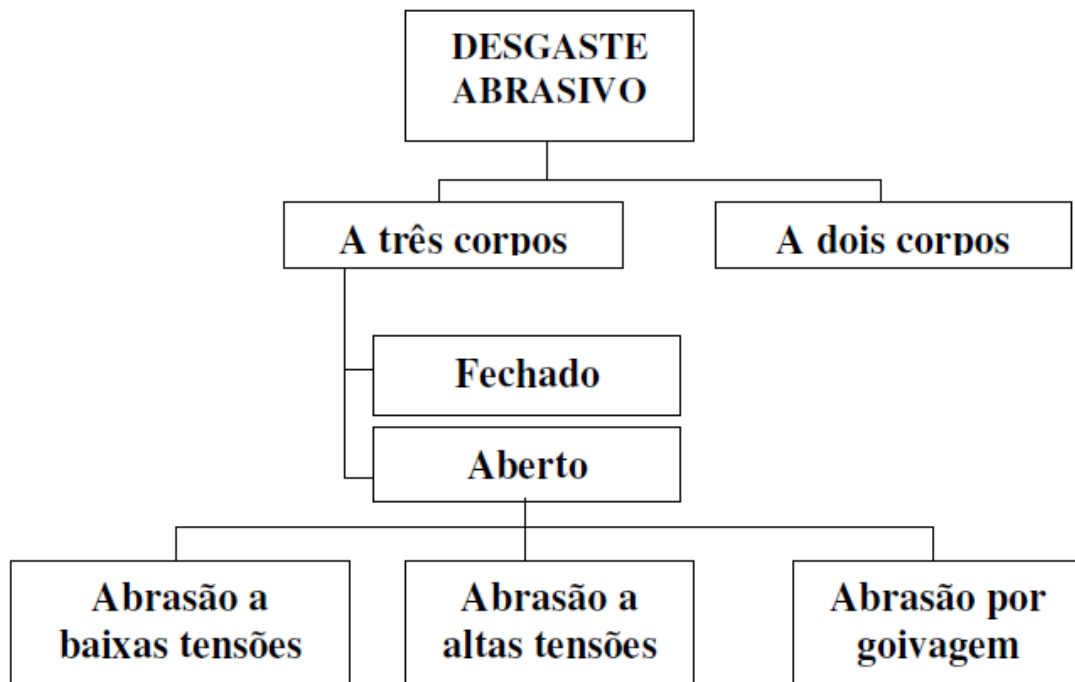 DESGASTE
ABRASIVO
A três corpos
A dois corpos
Fechado
Aberto
Abrasão a
baixas tensões
Abrasão a
altas tensões
Abrasão por
goivagem